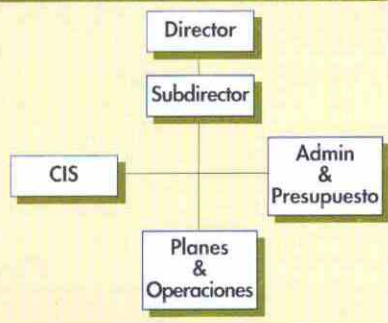 Director
Subdirector
CIS
Admin
&
Presupuesto
Planes
&
Operaciones